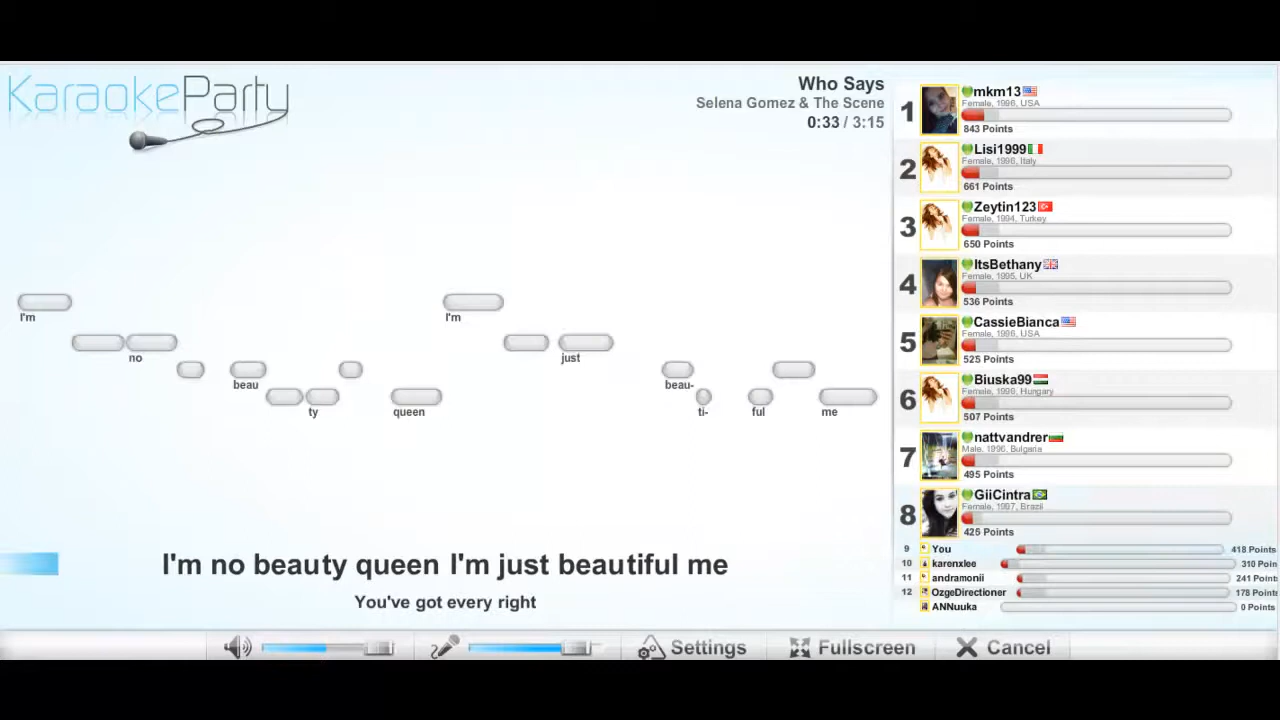 KaraokeParty
Who Says
Selena Gomez & The Scene
0:33 / 3:15
I'm
no
beau
ty
queen
I'm
just
beau-
ti-
ful
me
I'm no beauty queen I'm just beautiful me
You've got every right
1
mkm13
Female, 1996, USA
843 Points
2
Lisi1999
Female, 1996, Italy
661 Points
3
Zeytin123
Female, 1994, Turkey
650 Points
4
ItsBethany
Female, 1995, UK
536 Points
5
CassieBianca
Female, 1996, USA
525 Points
6
Biuska99
Hungary
507 Points
7
nattvandrer
Male, 1996, Bulgaria
495 Points
8
GiiCintra
Female, 1997, Brazil
425 Points
9 You 418 Points
10 karenxlee 310 Poin
11 andramonii 241 Point
12 OzgeDirectioner 178 Points
ANNuuka 0 Points
Settings
Fullscreen
Cancel